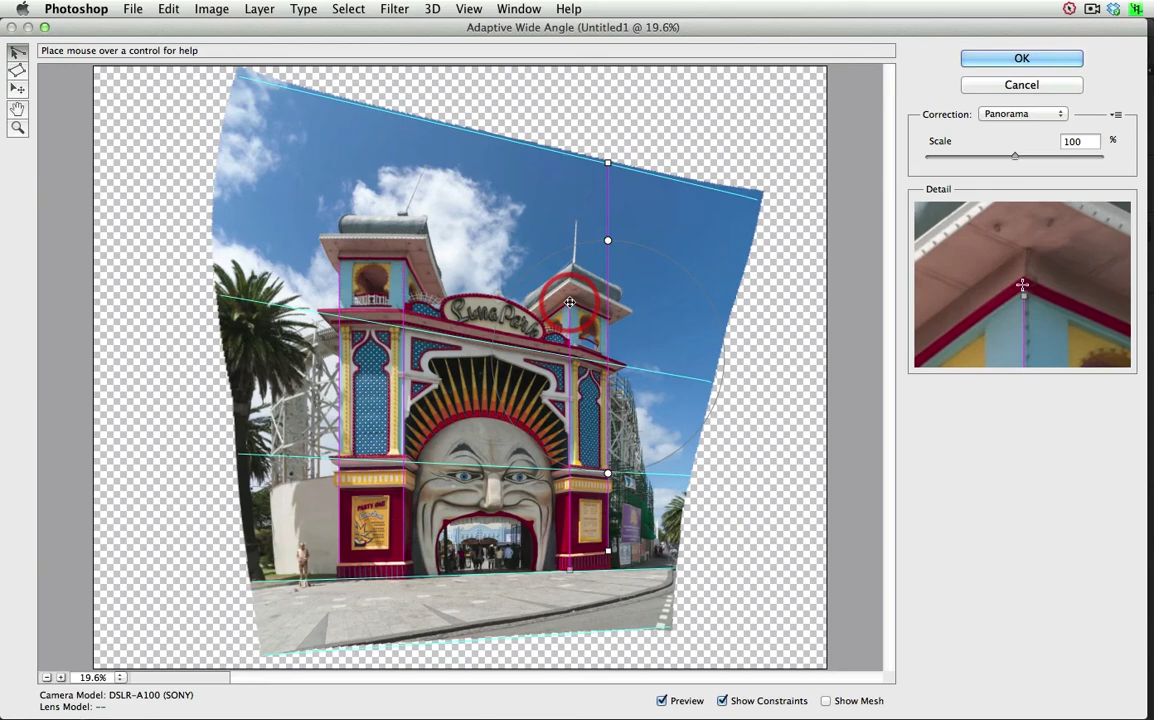 Photoshop File Edit Image Layer Type Select Filter 3D View Window Help
Adaptive Wide Angle (Untitled1 @ 19.6%)
Place mouse over a control for help
OK
Cancel
Correction: Panorama
Scale 100 %
Detail
Luna Park
19.6%
Camera Model: DSLR-A100 (SONY)
Lens Model: --
Preview Show Constraints Show Mesh